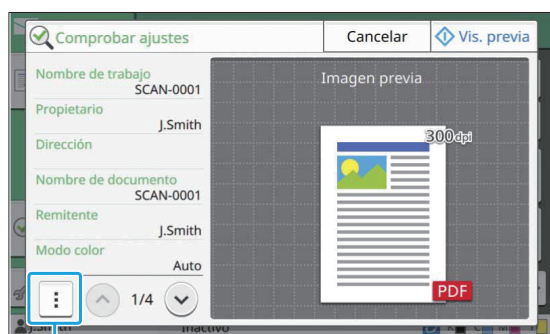 Comprobar ajustes
Cancelar
Vis. previa
Nombre de trabajo
SCAN-0001
Propietario
J.Smith
Dirección
Nombre de documento
SCAN-0001
Remitente
J.Smith
Modo color
Auto
1/4
Imagen previa
300dpi
PDF
J.Smith
Inactivo
K C M Y